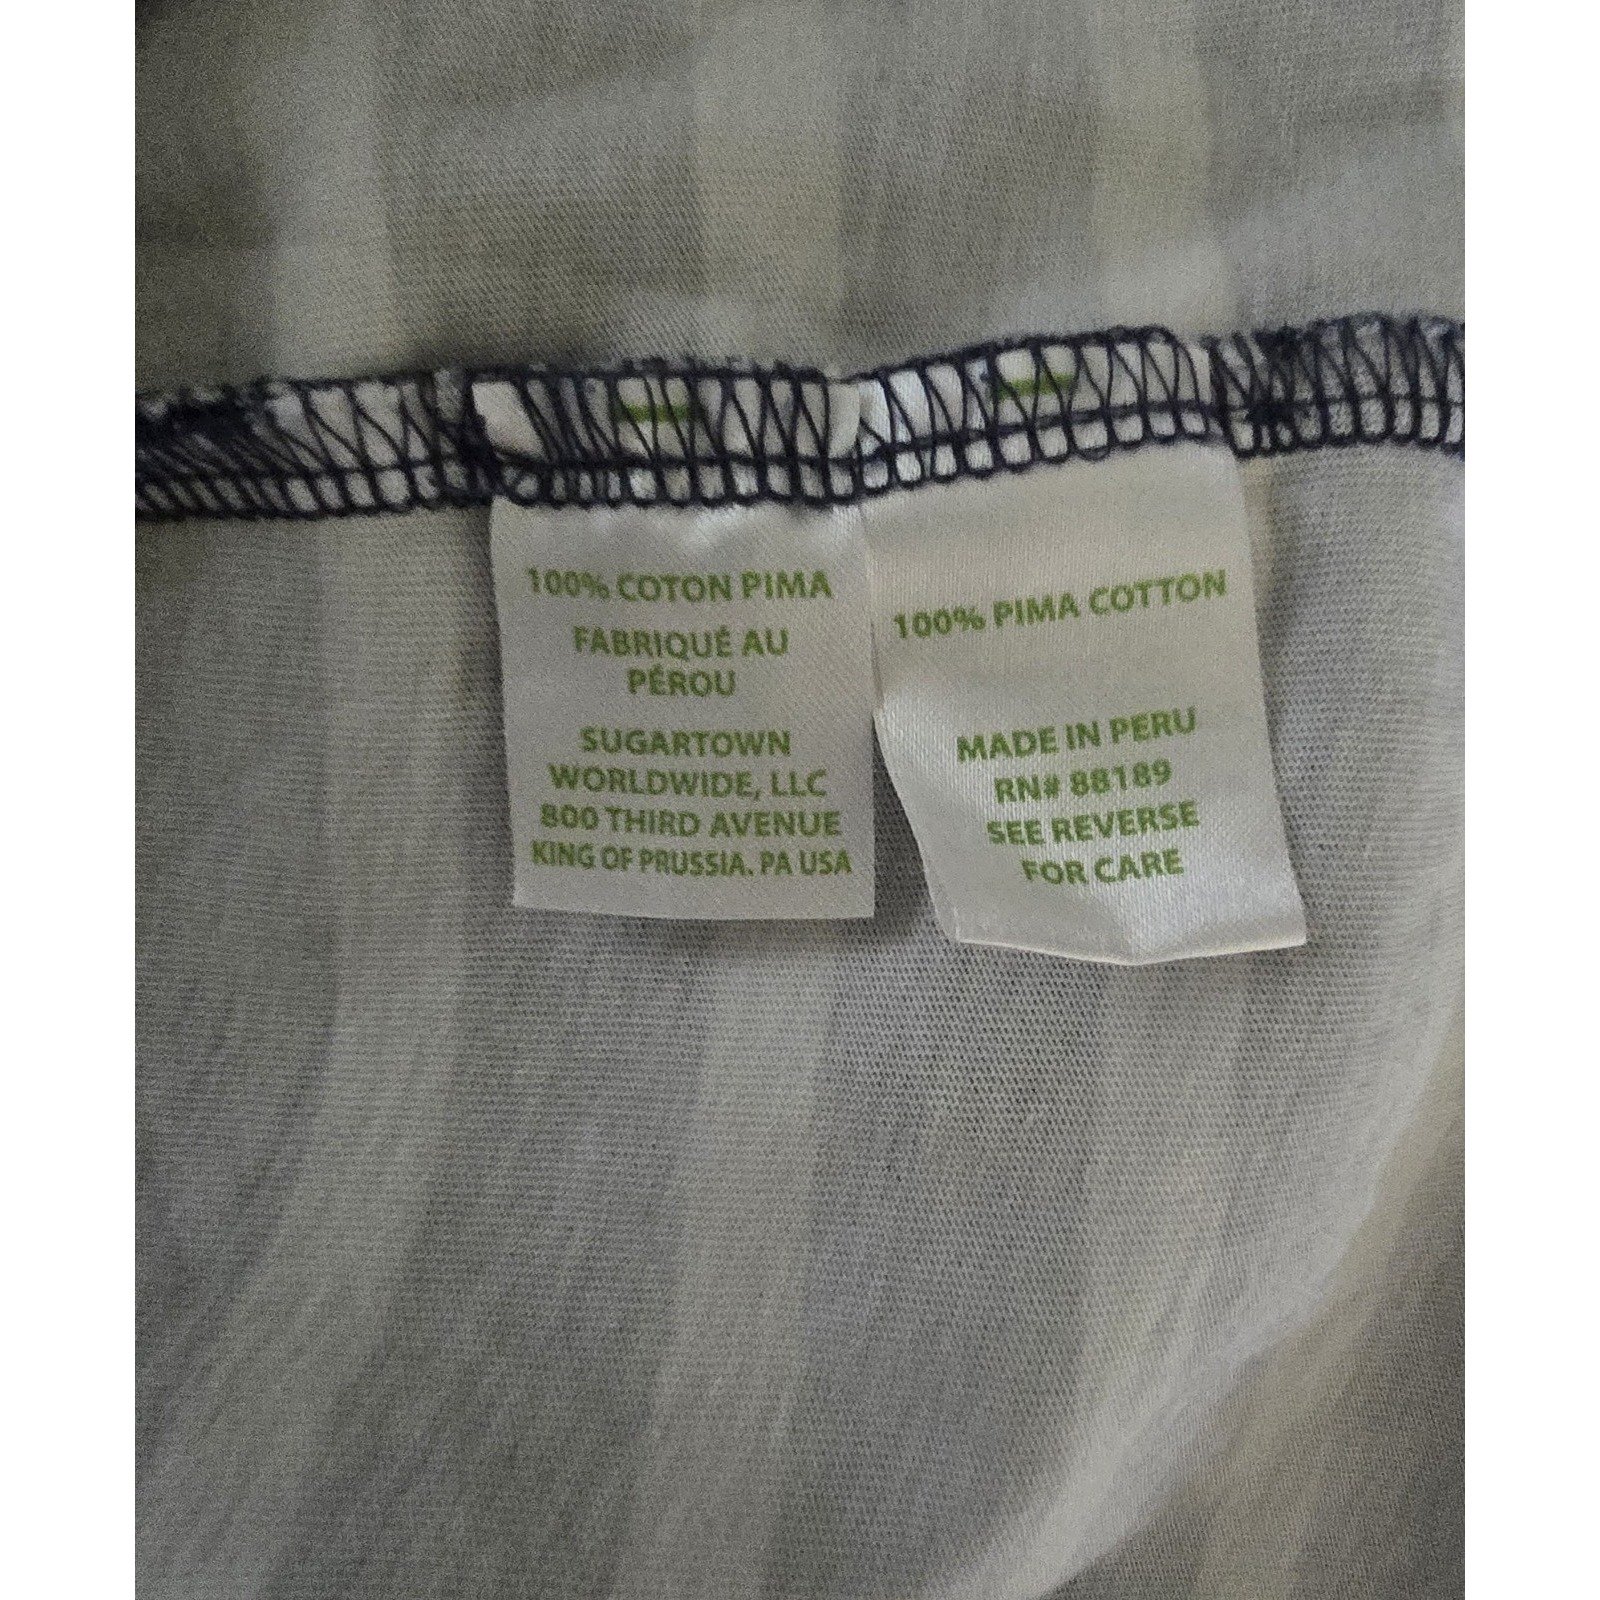 100% COTON PIMA
FABRIQUÉ AU
PÉROU
SUGARTOWN
WORLDWIDE, LLC
800 THIRD AVENUE
KING OF PRUSSIA. PA USA
100% PIMA COTTON
MADE IN PERU
RN# 88189
SEE REVERSE
FOR CARE